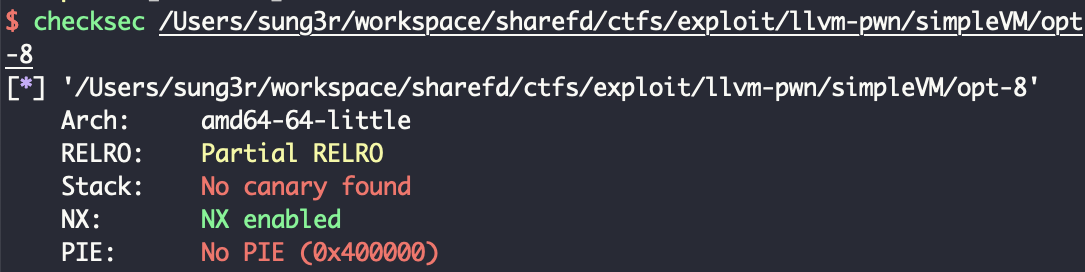 $ checksec /Users/sung3r/workspace/sharefd/ctfs/exploit/llvm-pwn/simpleVM/opt
-8
[*] '/Users/sung3r/workspace/sharefd/ctfs/exploit/llvm-pwn/simpleVM/opt-8'
Arch: amd64-64-little
RELRO: Partial RELRO
Stack: No canary found
NX: NX enabled
PIE: No PIE (0x400000)